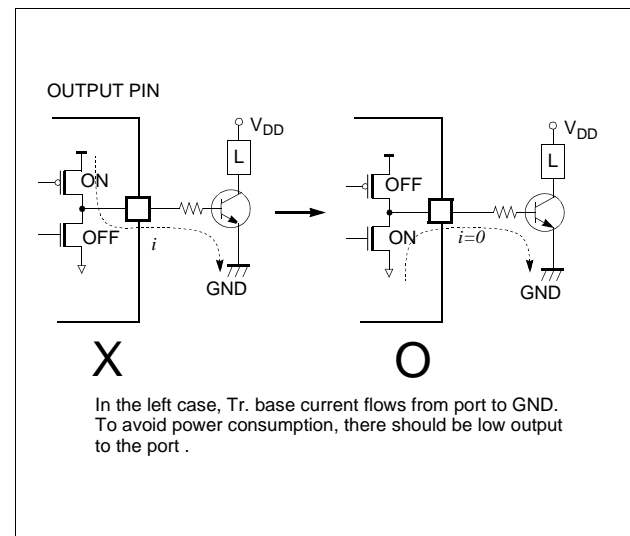 OUTPUT PIN
VDD
L
ON
OFF
i
GND
X
VDD
L
OFF
ON
i=0
GND
O
In the left case, Tr. base current flows from port to GND.
To avoid power consumption, there should be low output
to the port .